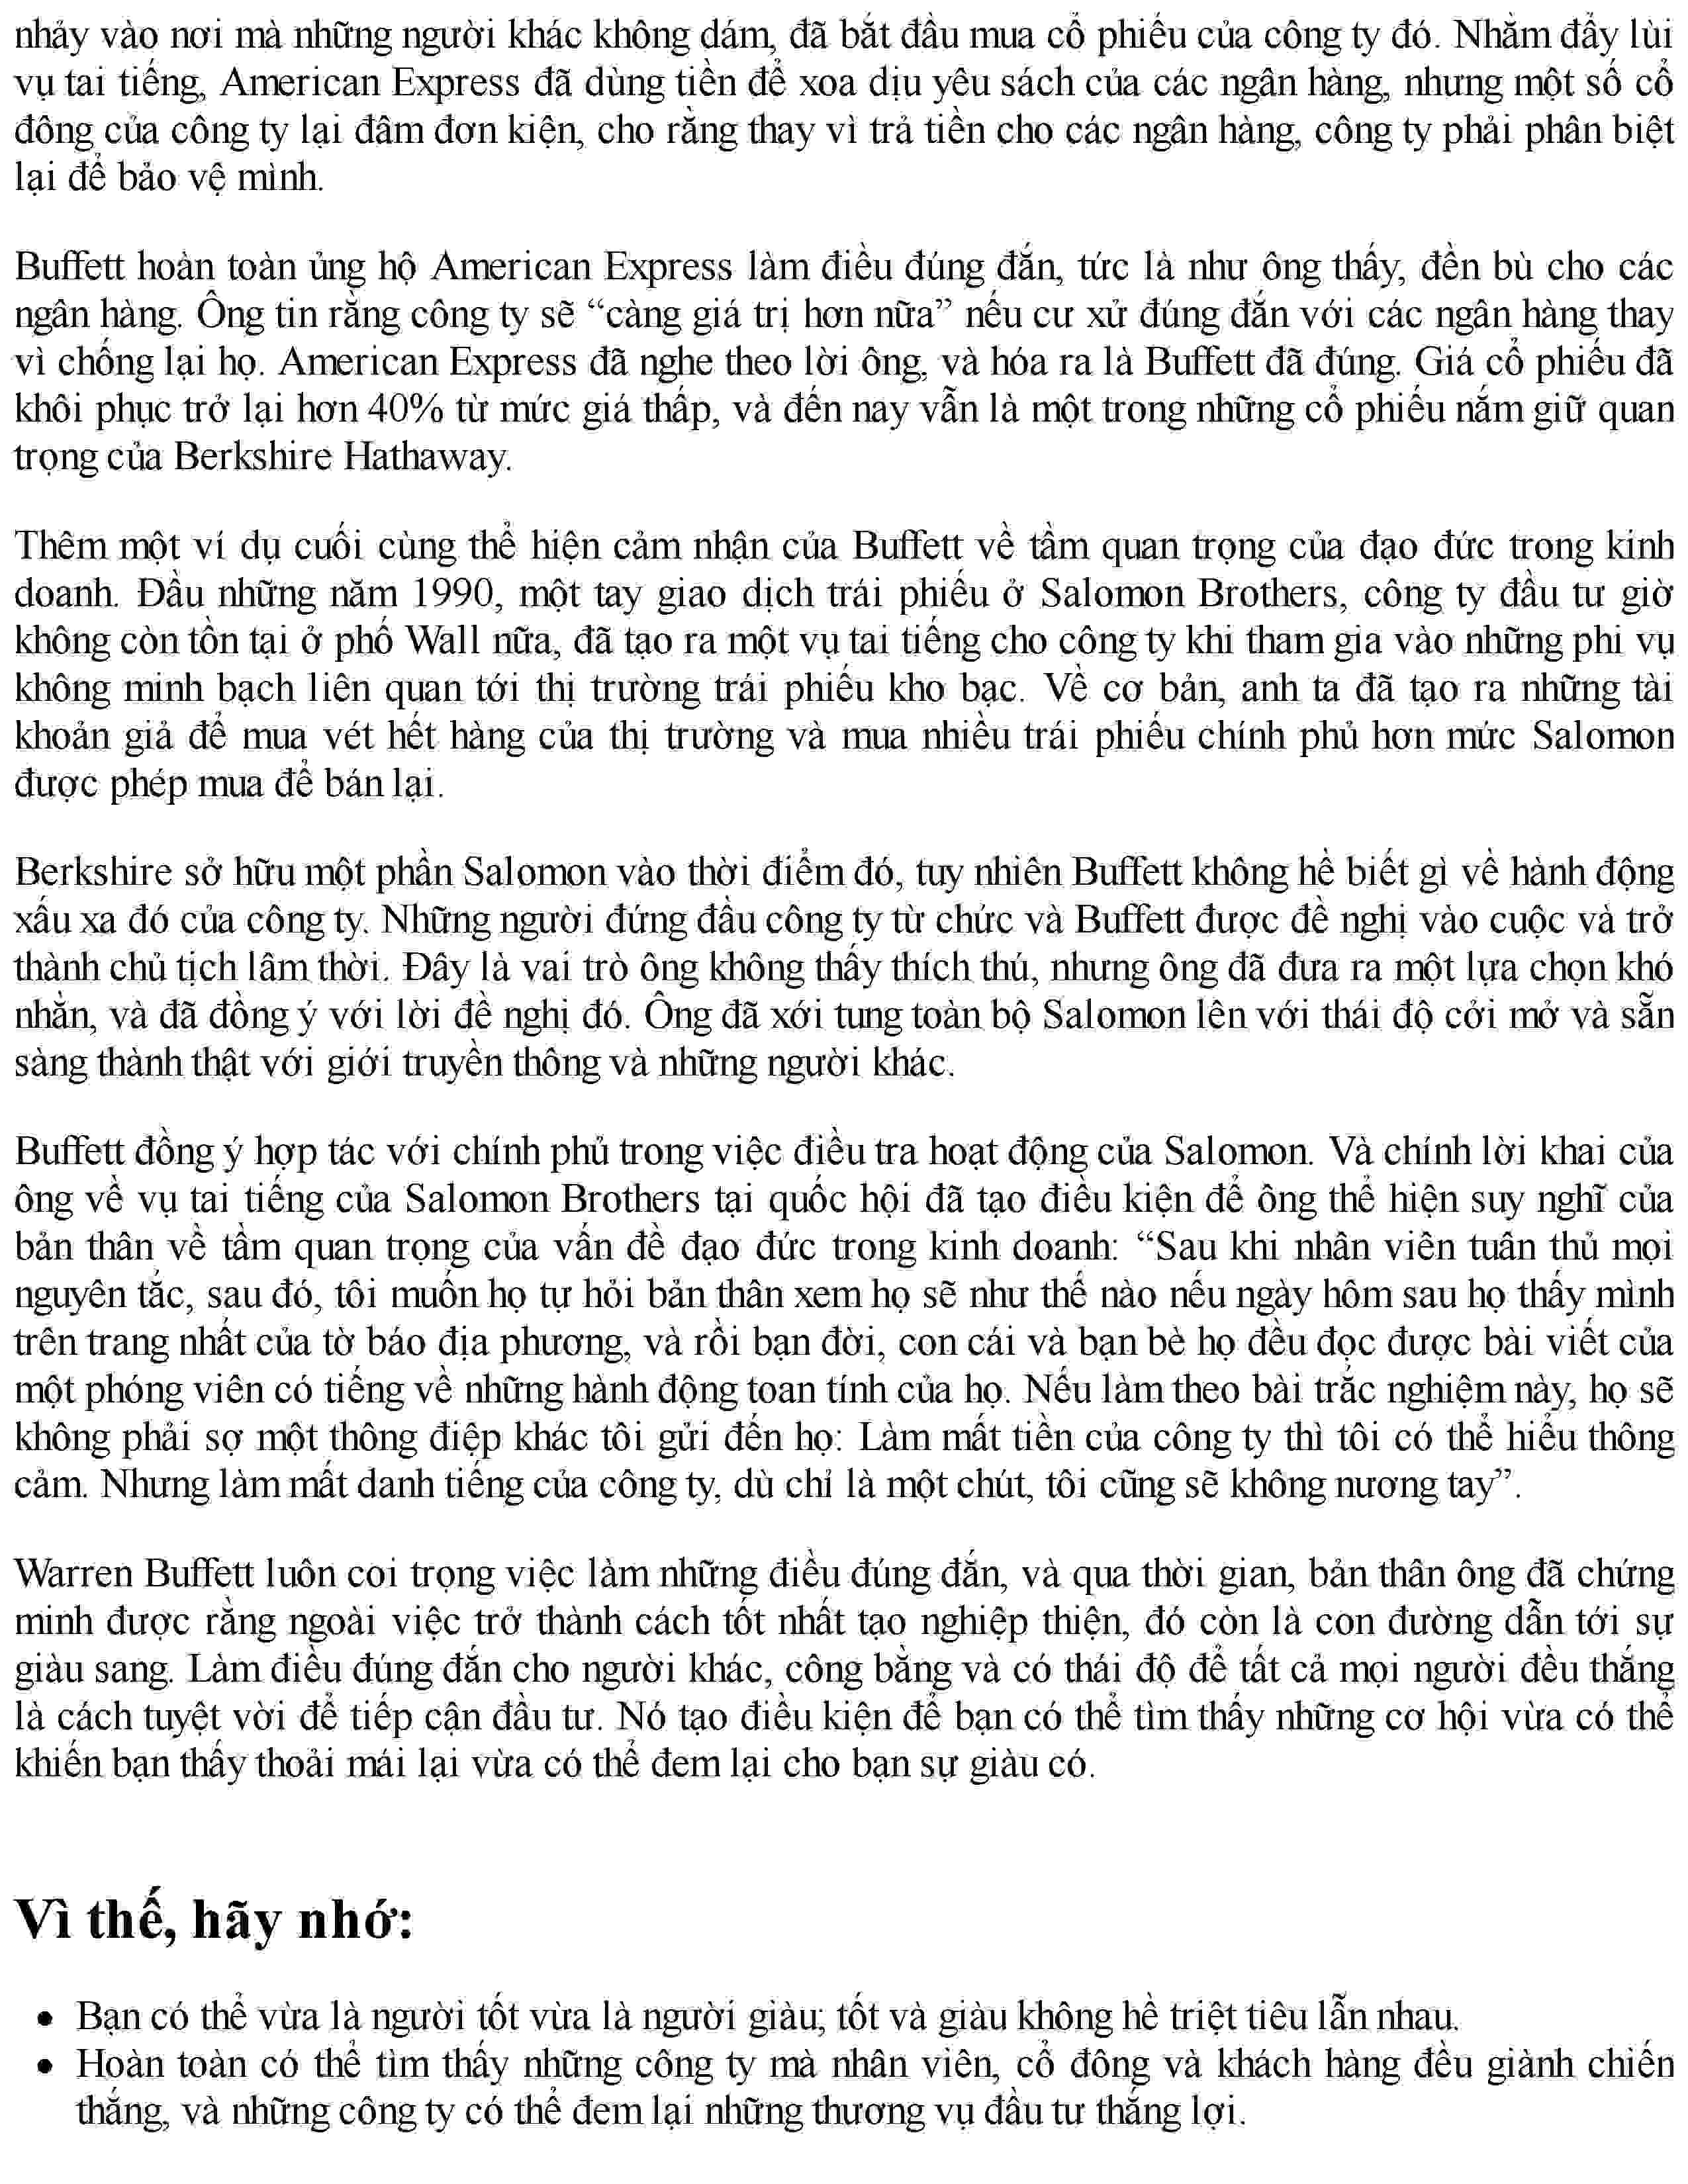 nhảy vào nơi mà những người khác không dám, đã bắt đầu mua cổ phiếu của công ty đó. Nhằm đẩy lùi
vụ tai tiếng, American Express đã dùng tiền để xoa dịu yêu sách của các ngân hàng, nhưng một số cổ
đông của công ty lại đâm đơn kiện, cho rằng thay vì trả tiền cho các ngân hàng, công ty phải phân biệt
lại để bảo vệ mình.
Buffett hoàn toàn ủng hộ American Express làm điều đúng đắn, tức là như ông thấy, đền bù cho các
ngân hàng. Ông tin rằng công ty sẽ “càng giá trị hơn nữa” nếu cư xử đúng đắn với các ngân hàng thay
vì chống lại họ. American Express đã nghe theo lời ông, và hóa ra là Buffett đã đúng. Giá cổ phiếu đã
khôi phục trở lại hơn 40% từ mức giá thấp, và đến nay vẫn là một trong những cổ phiếu nắm giữ quan
trọng của Berkshire Hathaway.
Thêm một ví dụ cuối cùng thể hiện cảm nhận của Buffett về tầm quan trọng của đạo đức trong kinh
doanh. Đầu những năm 1990, một tay giao dịch trái phiếu ở Salomon Brothers, công ty đầu tư giờ
không còn tồn tại ở phố Wall nữa, đã tạo ra một vụ tai tiếng cho công ty khi tham gia vào những phi vụ
không minh bạch liên quan tới thị trường trái phiếu kho bạc. Về cơ bản, anh ta đã tạo ra những tài
khoản giả để mua vét hết hàng của thị trường và mua nhiều trái phiếu chính phủ hơn mức Salomon
được phép mua để bán lại.
Berkshire sở hữu một phần Salomon vào thời điểm đó, tuy nhiên Buffett không hề biết gì về hành động
xấu xa đó của công ty. Những người đứng đầu công ty từ chức và Buffett được đề nghị vào cuộc và trở
thành chủ tịch lâm thời. Đây là vai trò ông không thấy thích thú, nhưng ông đã đưa ra một lựa chọn khó
nhằn, và đã đồng ý với lời đề nghị đó. Ông đã xới tung toàn bộ Salomon lên với thái độ cởi mở và sẵn
sàng thành thật với giới truyền thông và những người khác.
Buffett đồng ý hợp tác với chính phủ trong việc điều tra hoạt động của Salomon. Và chính lời khai của
ông về vụ tai tiếng của Salomon Brothers tại quốc hội đã tạo điều kiện để ông thể hiện suy nghĩ của
bản thân về tầm quan trọng của vấn đề đạo đức trong kinh doanh: “Sau khi nhân viên tuân thủ mọi
nguyên tắc, sau đó, tôi muốn họ tự hỏi bản thân xem họ sẽ như thế nào nếu ngày hôm sau họ thấy mình
trên trang nhất của tờ báo địa phương, và rồi bạn đời, con cái và bạn bè họ đều đọc được bài viết của
một phóng viên có tiếng về những hành động toan tính của họ. Nếu làm theo bài trắc nghiệm này, họ sẽ
không phải sợ một thông điệp khác tôi gửi đến họ: Làm mất tiền của công ty thì tôi có thể hiểu thông
cảm. Nhưng làm mất danh tiếng của công ty, dù chỉ là một chút, tôi cũng sẽ không nương tay”.
Warren Buffett luôn coi trọng việc làm những điều đúng đắn, và qua thời gian, bản thân ông đã chứng
minh được rằng ngoài việc trở thành cách tốt nhất tạo nghiệp thiện, đó còn là con đường dẫn tới sự
giàu sang. Làm điều đúng đắn cho người khác, công bằng và có thái độ để tất cả mọi người đều thắng
là cách tuyệt vời để tiếp cận đầu tư. Nó tạo điều kiện để bạn có thể tìm thấy những cơ hội vừa có thể
khiến bạn thấy thoải mái lại vừa có thể đem lại cho bạn sự giàu có.
Vì thế, hãy nhớ:
• Bạn có thể vừa là người tốt vừa là người giàu; tốt và giàu không hề triệt tiêu lẫn nhau.
• Hoàn toàn có thể tìm thấy những công ty mà nhân viên, cổ đông và khách hàng đều giành chiến
thắng, và những công ty có thể đem lại những thương vụ đầu tư thắng lợi.